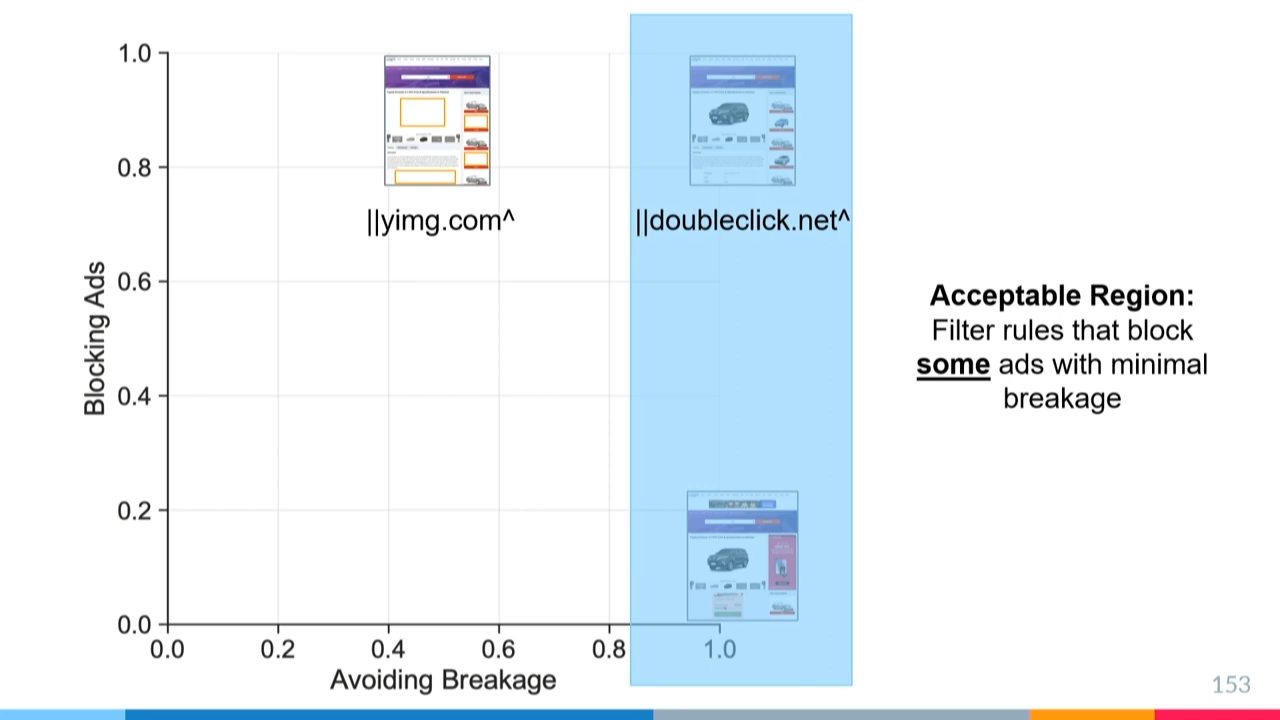 1.0
0.8
0.6
0.4
0.2
0.0
Blocking Ads
||yimg.com^
||doubleclick.net^
0.0 0.2 0.4 0.6 0.8 1.0
Avoiding Breakage
Acceptable Region:
Filter rules that block
some ads with minimal
breakage
153